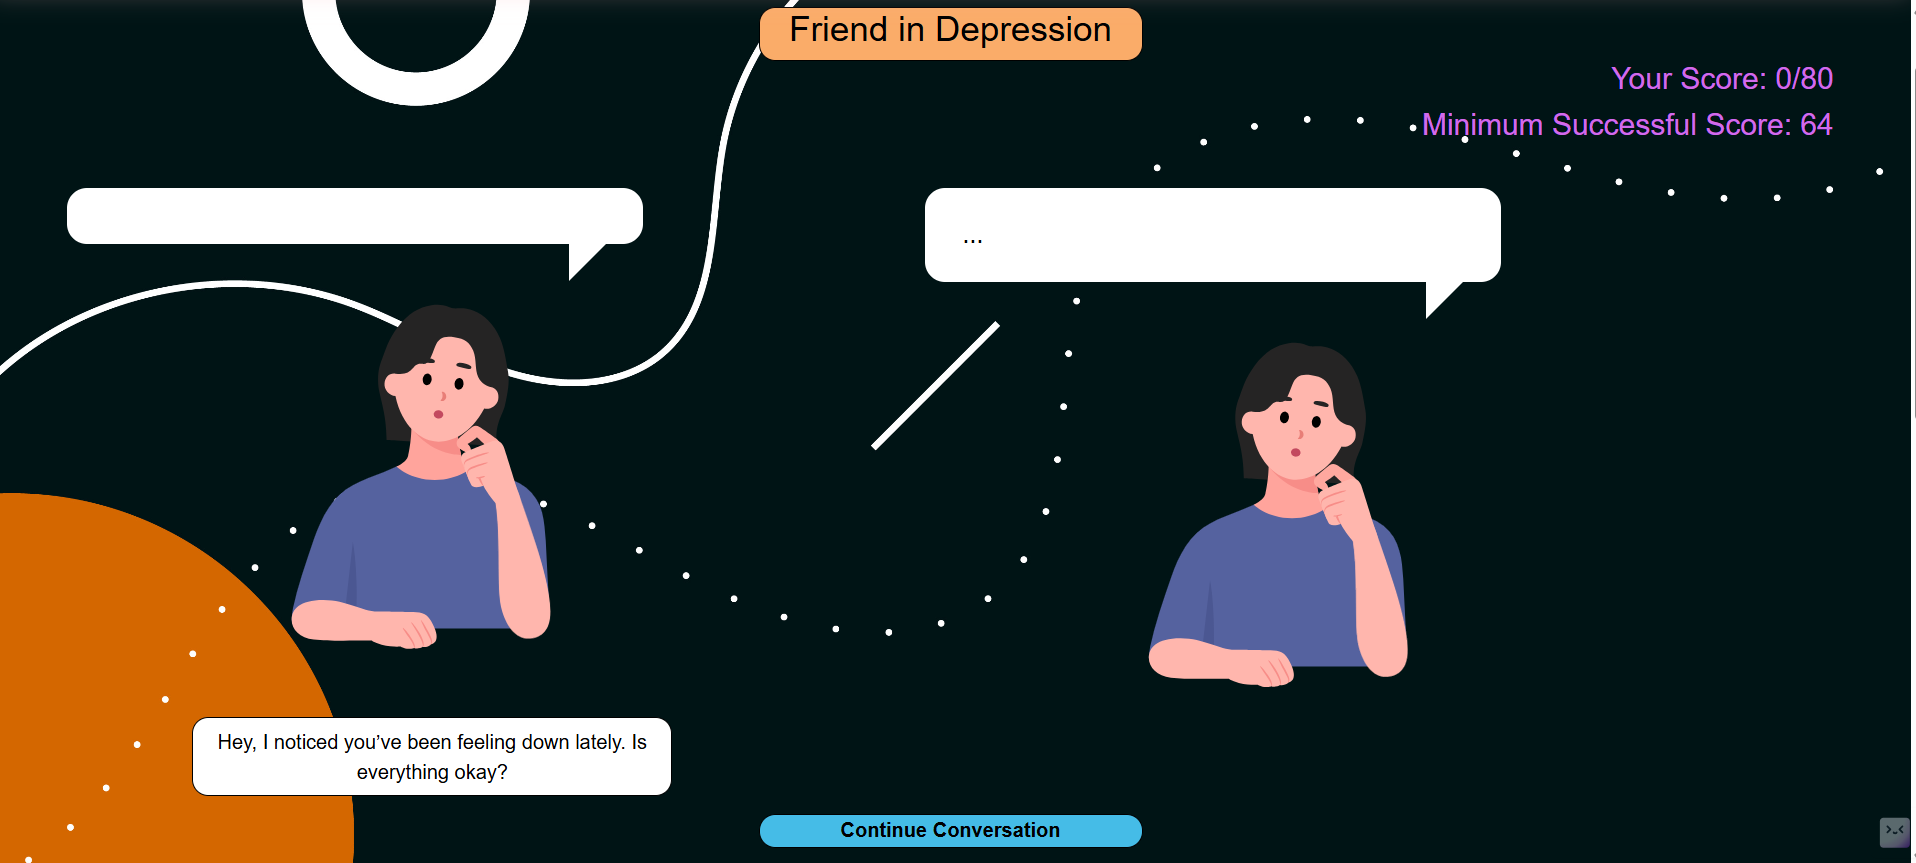 Friend in Depression
Your Score: 0/80
Minimum Successful Score: 64
...
Hey, I noticed you’ve been feeling down lately. Is
everything okay?
Continue Conversation